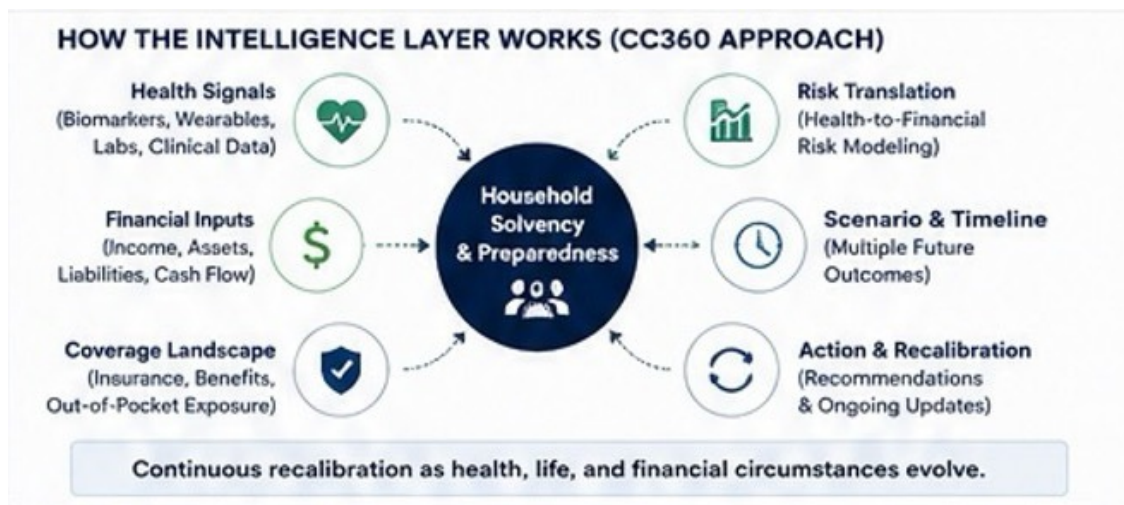 HOW THE INTELLIGENCE LAYER WORKS (CC360 APPROACH)
Health Signals
(Biomarkers, Wearables,
Labs, Clinical Data)
Financial Inputs
(Income, Assets,
Liabilities, Cash Flow)
Coverage Landscape
(Insurance, Benefits,
Out-of-Pocket Exposure)
Household
Solvency
& Preparedness
Risk Translation
(Health-to-Financial
Risk Modeling)
Scenario & Timeline
(Multiple Future
Outcomes)
Action & Recalibration
(Recommendations
& Ongoing Updates)
Continuous recalibration as health, life, and financial circumstances evolve.